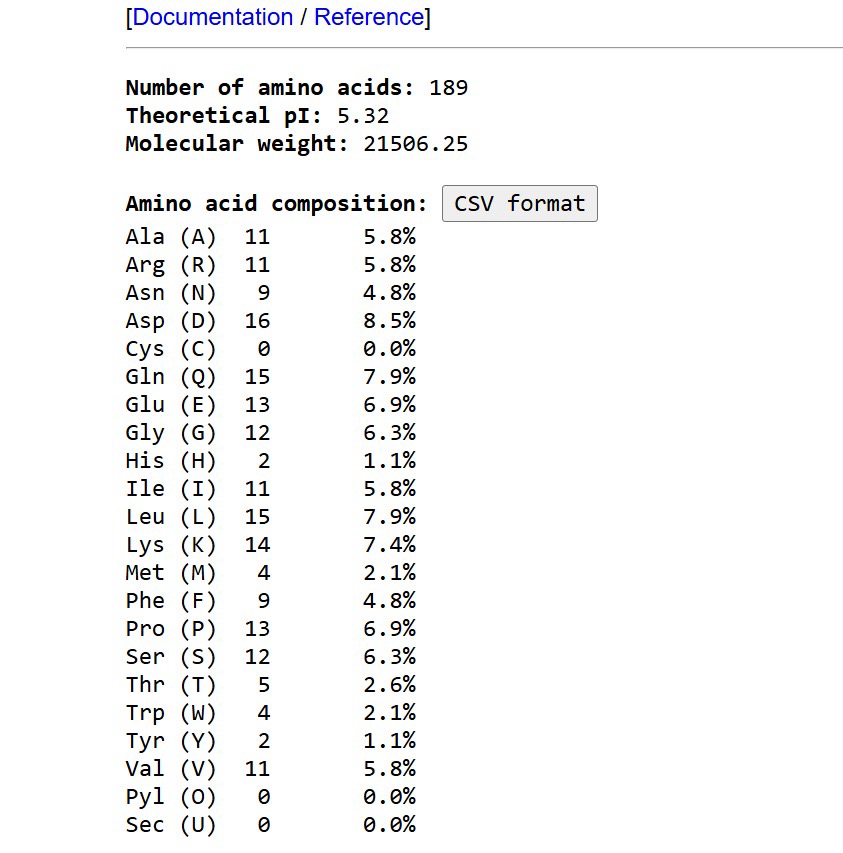 [Documentation / Reference]
Number of amino acids: 189
Theoretical pI: 5.32
Molecular weight: 21506.25
Amino acid composition: CSV format
Ala (A) 11 5.8%
Arg (R) 11 5.8%
Asn (N) 9 4.8%
Asp (D) 16 8.5%
Cys (C) 0 0.0%
Gln (Q) 15 7.9%
Glu (E) 13 6.9%
Gly (G) 12 6.3%
His (H) 2 1.1%
Ile (I) 11 5.8%
Leu (L) 15 7.9%
Lys (K) 14 7.4%
Met (M) 4 2.1%
Phe (F) 9 4.8%
Pro (P) 13 6.9%
Ser (S) 12 6.3%
Thr (T) 5 2.6%
Trp (W) 4 2.1%
Tyr (Y) 2 1.1%
Val (V) 11 5.8%
Pyl (O) 0 0.0%
Sec (U) 0 0.0%